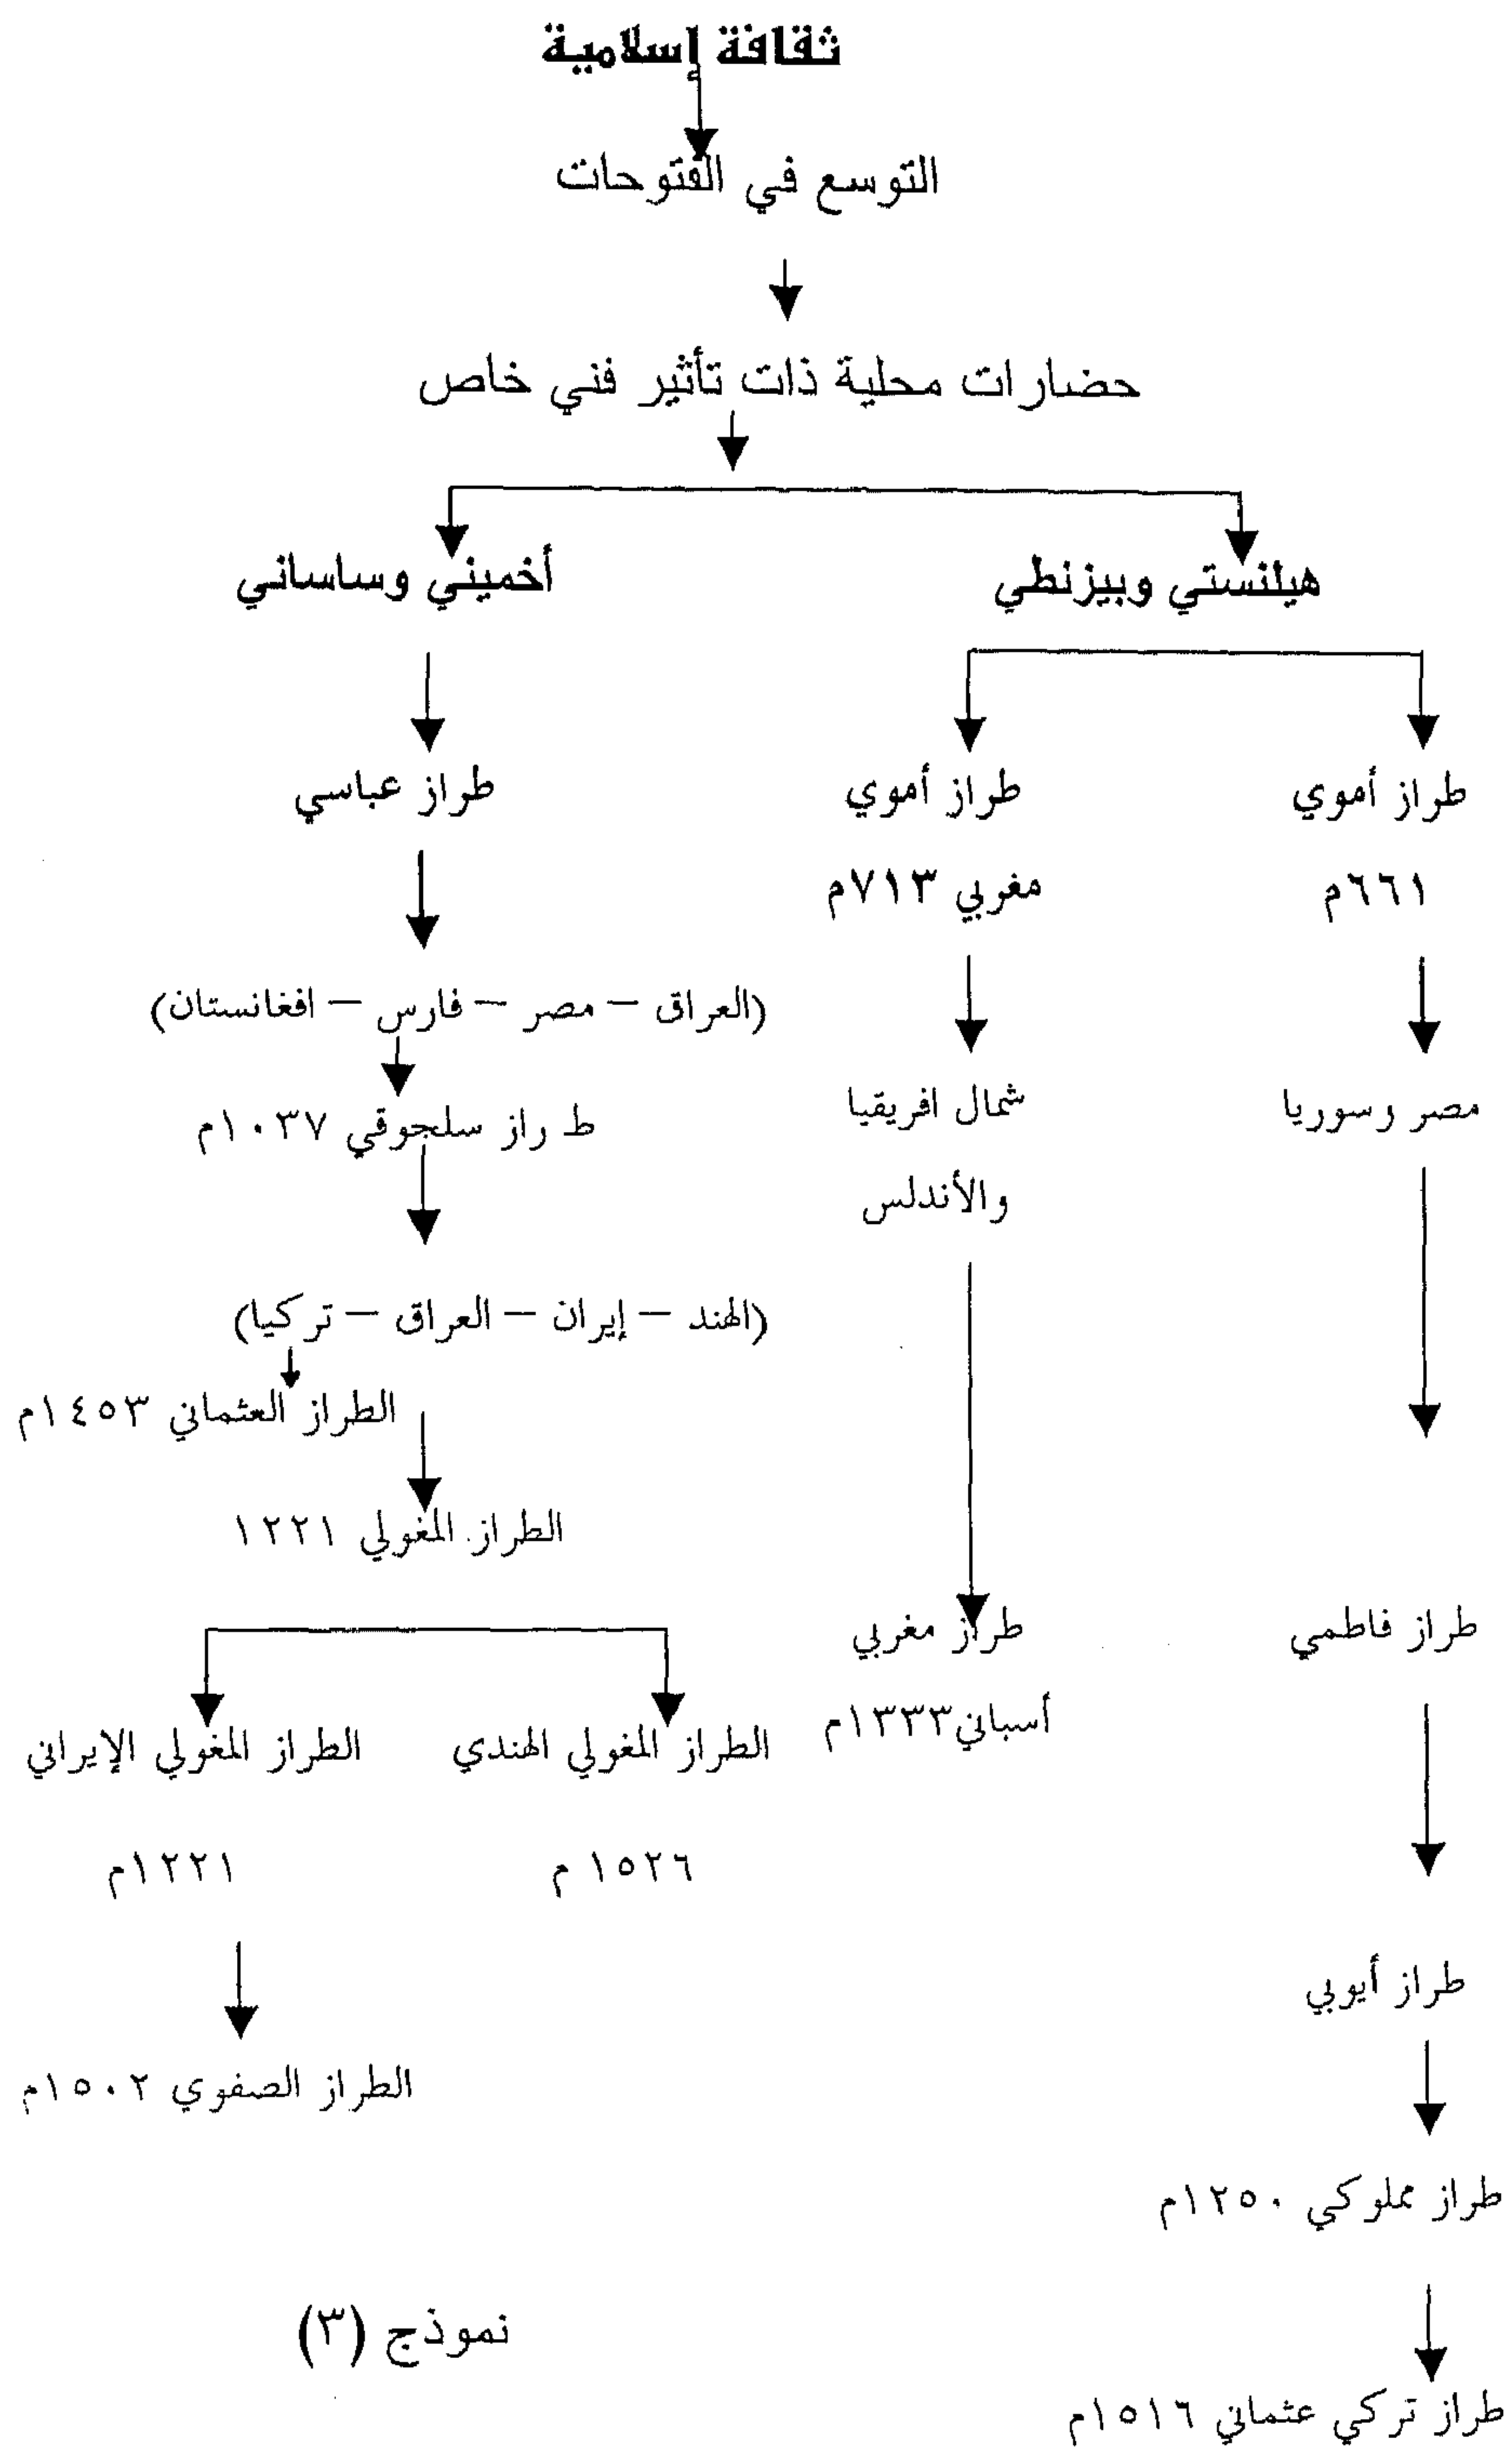 ثقافة إسلامية
التوسع في الفتوحات
حضارات محلية ذات تأثير فني خاص
هيلنستي وبيزنطي
أخميني وساساني
طراز أموي
٦٦١م
مصر وسوريا
طراز فاطمي
طراز أيوبي
طراز مملوكي ١٢٥٠م
طراز تركي عثماني ١٥١٦م
طراز أموي
مغربي ٧١٣م
شمال افريقيا
والأندلس
طراز مغربي
أسباني١٣٣٣م
طراز عباسي
(العراق – مصر – فارس – افغانستان)
ط راز سلجوقي ١٠٣٧م
(الهند – إيران – العراق – تركيا)
الطراز العثماني ١٤٥٣م
الطراز المغولي ١٢٢١
الطراز المغولي الهندي
١٥٢٦ م
الطراز المغولي الإيراني
١٢٢١م
الطراز الصفوي ١٥٠٢م
نموذج (٣)